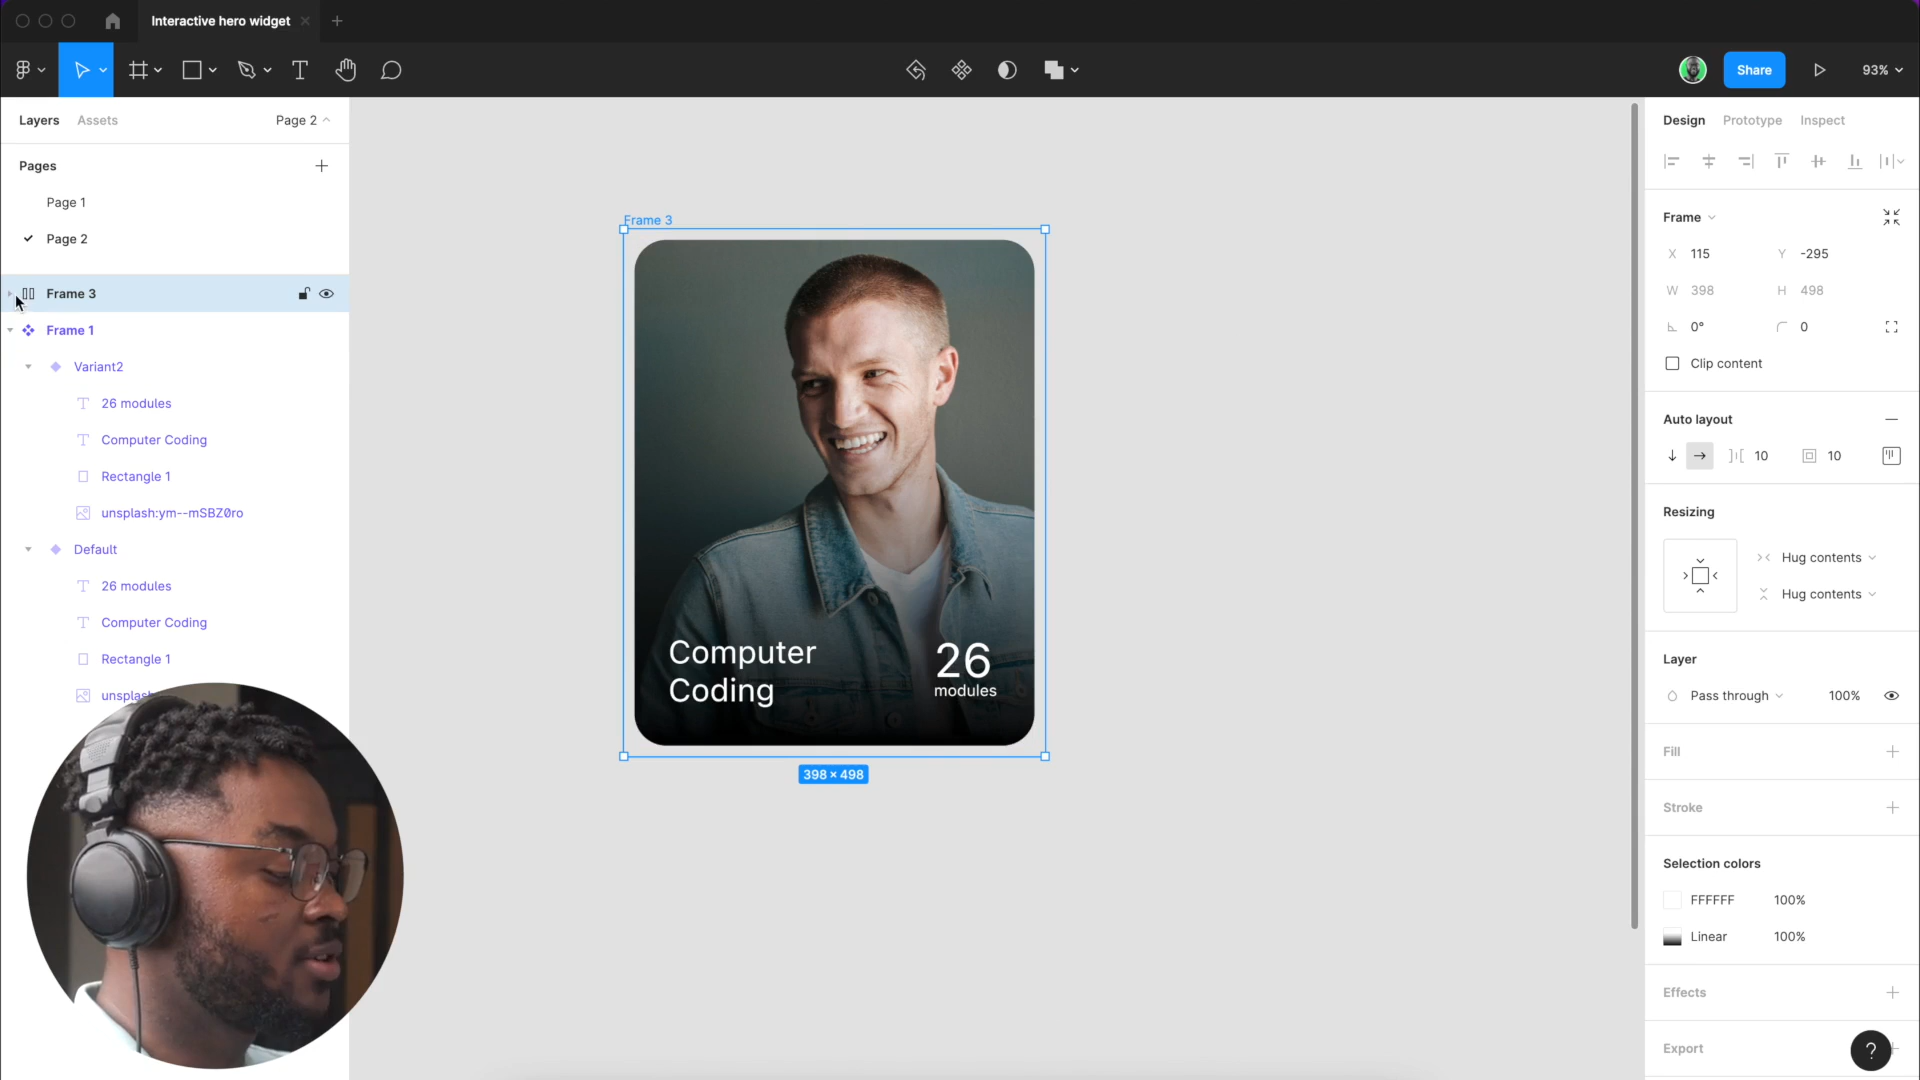 Interactive hero widget
Share
93%
Layers
Assets
Page 2
Pages
Page 1
Page 2
Frame 3
Frame 1
Variant2
26 modules
Computer Coding
Rectangle 1
unsplash:ym--mSBZ0ro
Default
26 modules
Computer Coding
Rectangle 1
Frame 3
Computer
Coding
26
modules
398 × 498
Design
Prototype
Inspect
Frame
X 115
Y -295
W 398
H 498
0°
0
Clip content
Auto layout
10
10
Resizing
Hug contents
Hug contents
Layer
Pass through
100%
Fill
Stroke
Selection colors
FFFFFF 100%
Linear 100%
Effects
Export
?